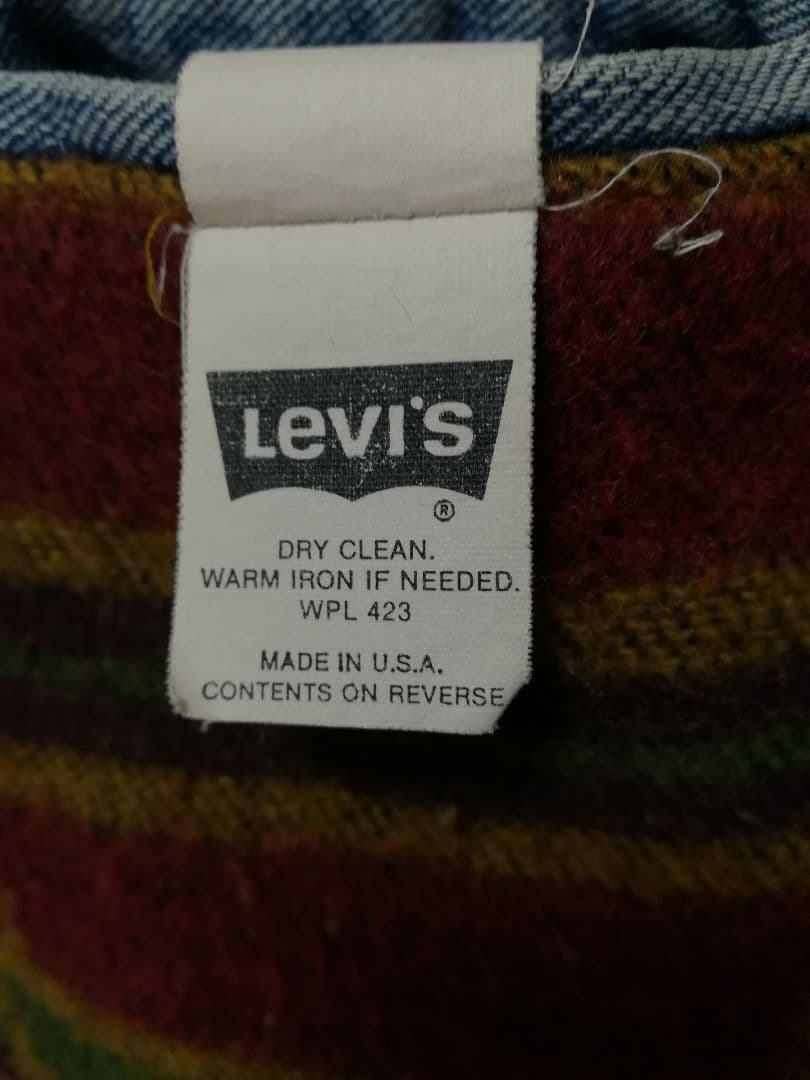 Levi's
®
DRY CLEAN.
WARM IRON IF NEEDED.
WPL 423
MADE IN U.S.A.
CONTENTS ON REVERSE